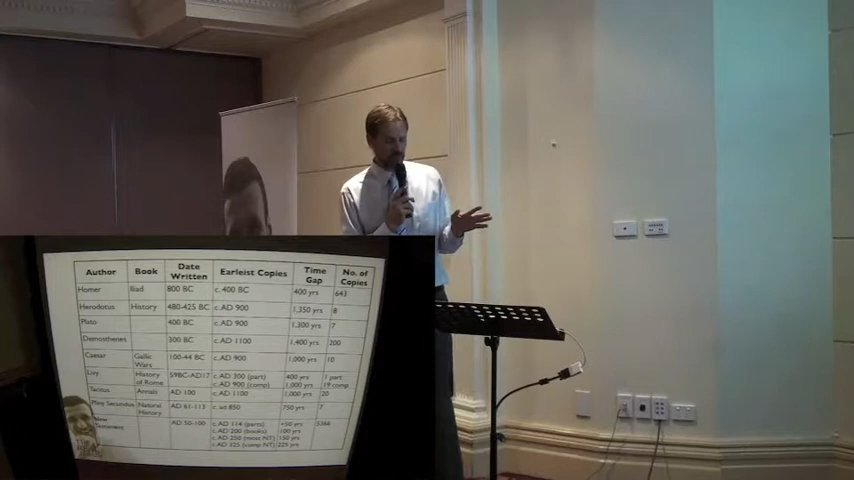 Author Book Date Written Earleist Copies Time Gap No. of Copies
Homer Iliad 800 BC c. 400 BC 400 yrs 643
Herodotus History 480-425 BC c. AD 900 1,350 yrs 8
Plato 400 BC c. AD 900 1,300 yrs 7
Demosthenes 300 BC c. AD 1100 1,400 yrs 200
Caesar Gallic Wars 100-44 BC c. AD 900 1,000 yrs 10
Livy History of Rome 59BC-AD17 c. AD 300 (part) 400 yrs 1 part
c. AD 900 (comp) 1,000 yrs 19 comp
Tacitus Annals AD 100 c. AD 1100 1,000 yrs 20
Pliny Secundus Natural History AD 61-113 c. ad 850 750 yrs 7
New Testament AD 50-100 c. AD 114 (parts) +50 yrs 5366
c. AD 200 (books) 100 yrs
c. AD 250 (most NT) 150 yrs
c. AD 325 (comp NT) 225 yrs